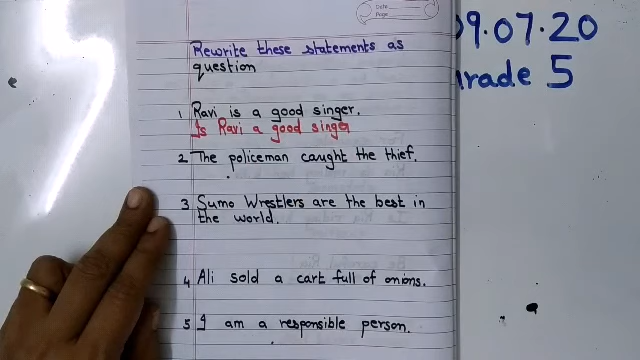 Date
Page
09.07.20
Grade 5
Rewrite these statements as
question
1 Ravi is a good singer.
Is Ravi a good singer
2 The policeman caught the thief.
3 Sumo Wrestlers are the best in
the world.
4 Ali sold a cart full of onions.
5 I am a responsible person.